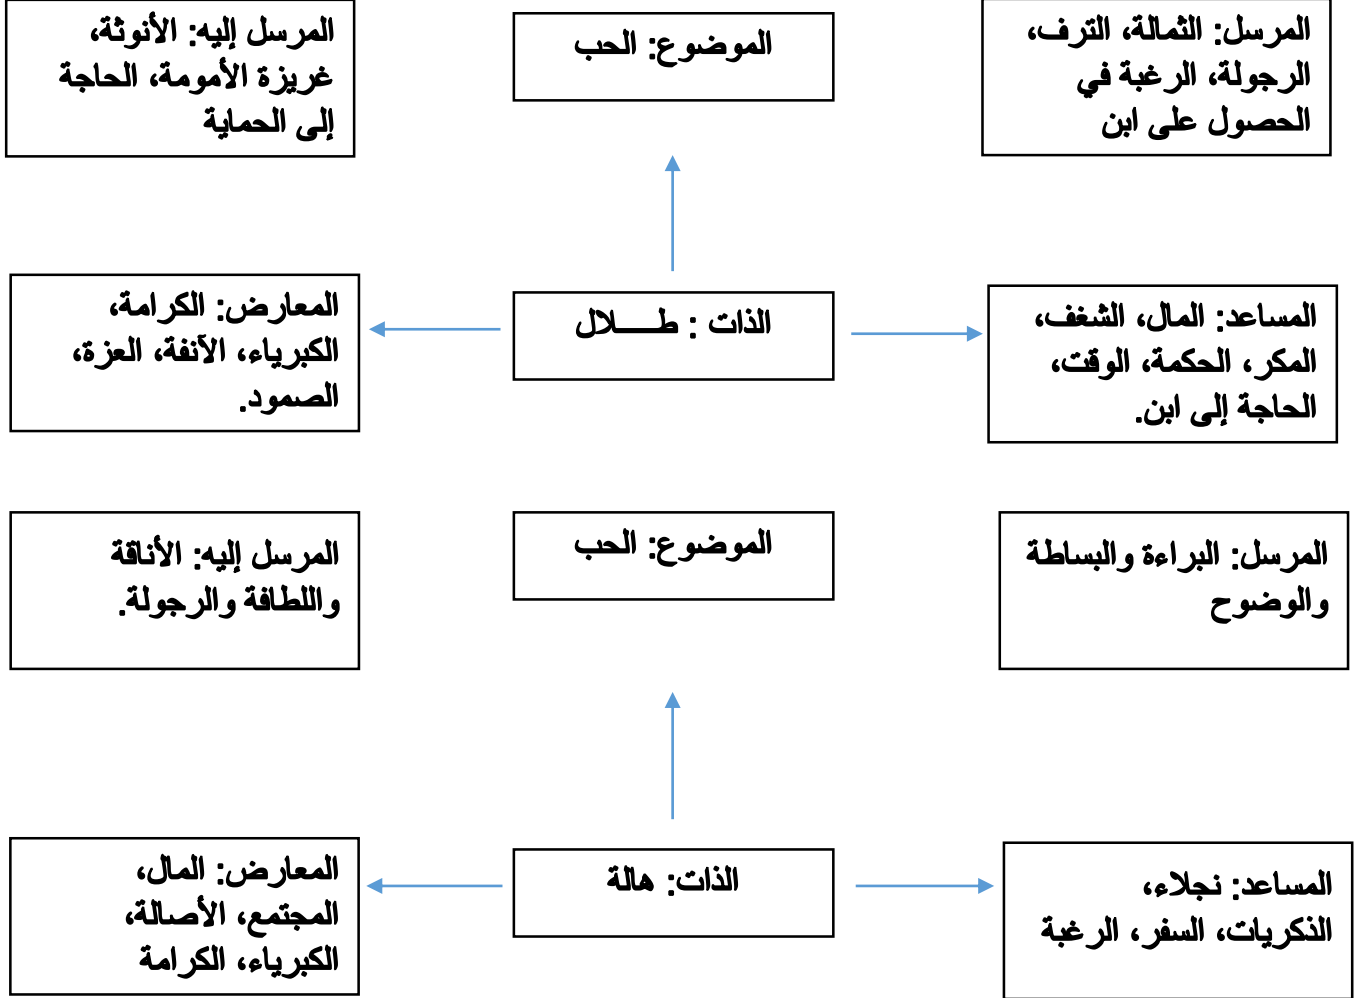 المرسل: الثمالة، الترف،
الرجولة، الرغبة في
الحصول على ابن
الموضوع: الحب
المرسل إليه: الأنوثة،
غريزة الأمومة، الحاجة
إلى الحماية
المساعد: المال، الشغف،
المكر، الحكمة، الوقت،
الحاجة إلى ابن.
الذات : طـــلال
المعارض: الكرامة،
الكبرياء، الآنفة، العزة،
الصمود.
المرسل: البراءة والبساطة
والوضوح
الموضوع: الحب
المرسل إليه: الأناقة
واللطافة والرجولة.
المساعد: نجلاء،
الذكريات، السفر، الرغبة
الذات: هالة
المعارض: المال،
المجتمع، الأصالة،
الكبرياء، الكرامة